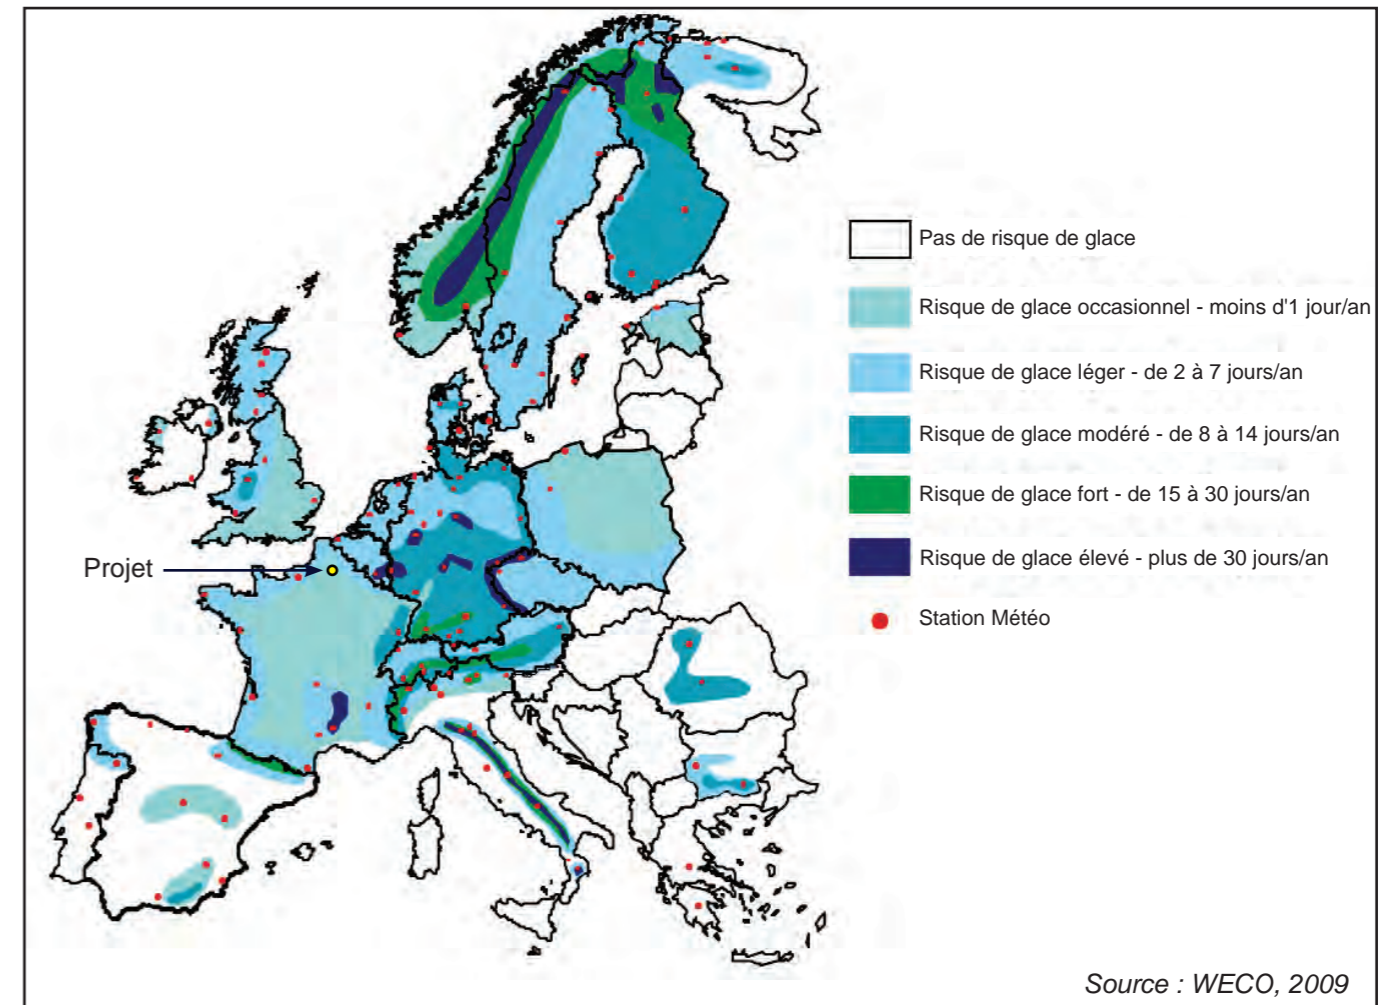 Pas de risque de glace
Risque de glace occasionnel - moins d'1 jour/an
Risque de glace léger - de 2 à 7 jours/an
Risque de glace modéré - de 8 à 14 jours/an
Risque de glace fort - de 15 à 30 jours/an
Projet
Risque de glace élevé - plus de 30 jours/an
Station Météo
Source : WECO, 2009